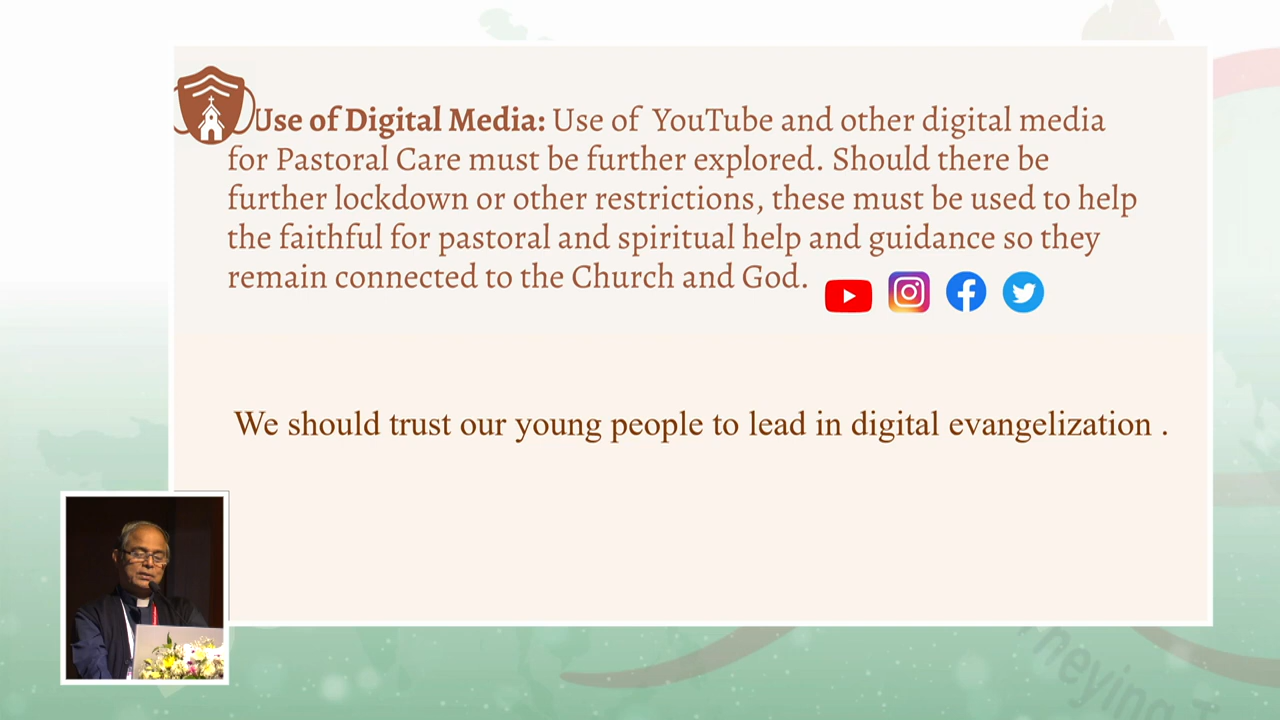 Use of Digital Media: Use of YouTube and other digital media
for Pastoral Care must be further explored. Should there be
further lockdown or other restrictions, these must be used to help
the faithful for pastoral and spiritual help and guidance so they
remain connected to the Church and God.
We should trust our young people to lead in digital evangelization .
neying T